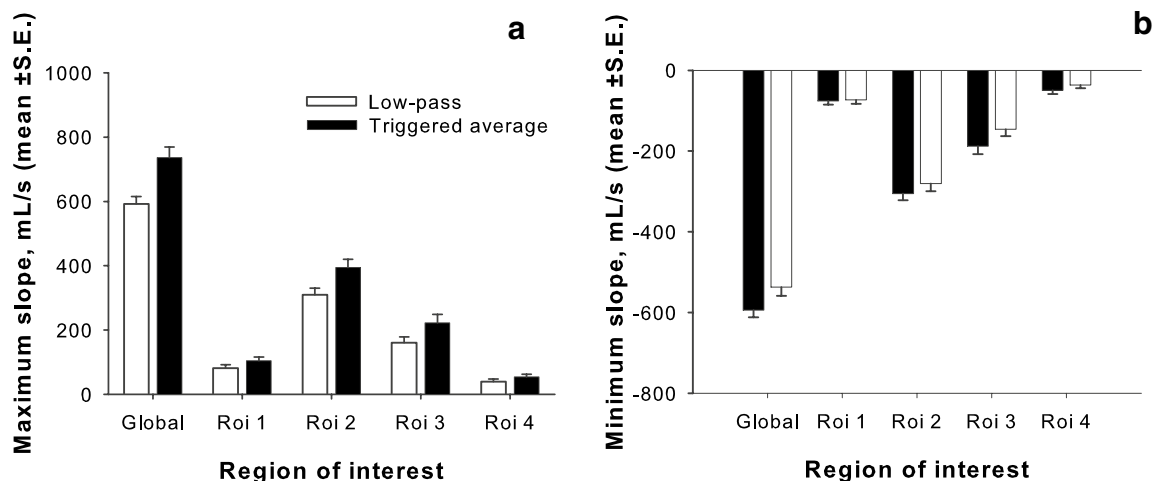 a
Maximum slope, mL/s (mean ±S.E.)
1000
800
600
400
200
0
Low-pass
Triggered average
Global Roi 1 Roi 2 Roi 3 Roi 4
Region of interest
b
Minimum slope, mL/s (mean ±S.E.)
0
-200
-400
-600
-800
Global Roi 1 Roi 2 Roi 3 Roi 4
Region of interest